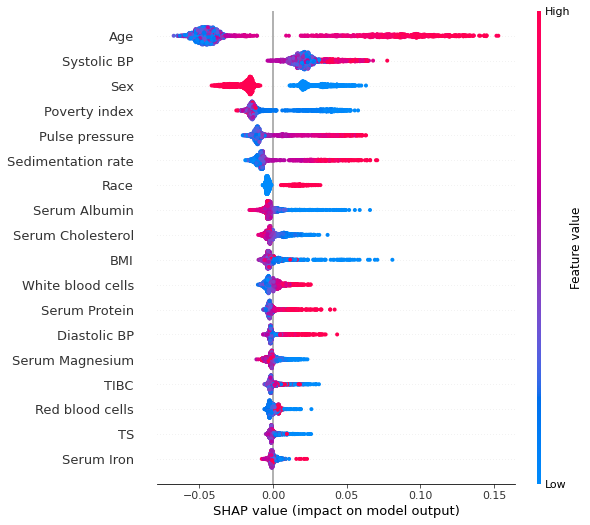 High
Age
Systolic BP
Sex
Poverty index
Pulse pressure
Sedimentation rate
Race
Serum Albumin
Serum Cholesterol
BMI
White blood cells
Serum Protein
Diastolic BP
Serum Magnesium
TIBC
Red blood cells
TS
Serum Iron
Feature value
Low
−0.05 0.00 0.05 0.10 0.15
SHAP value (impact on model output)